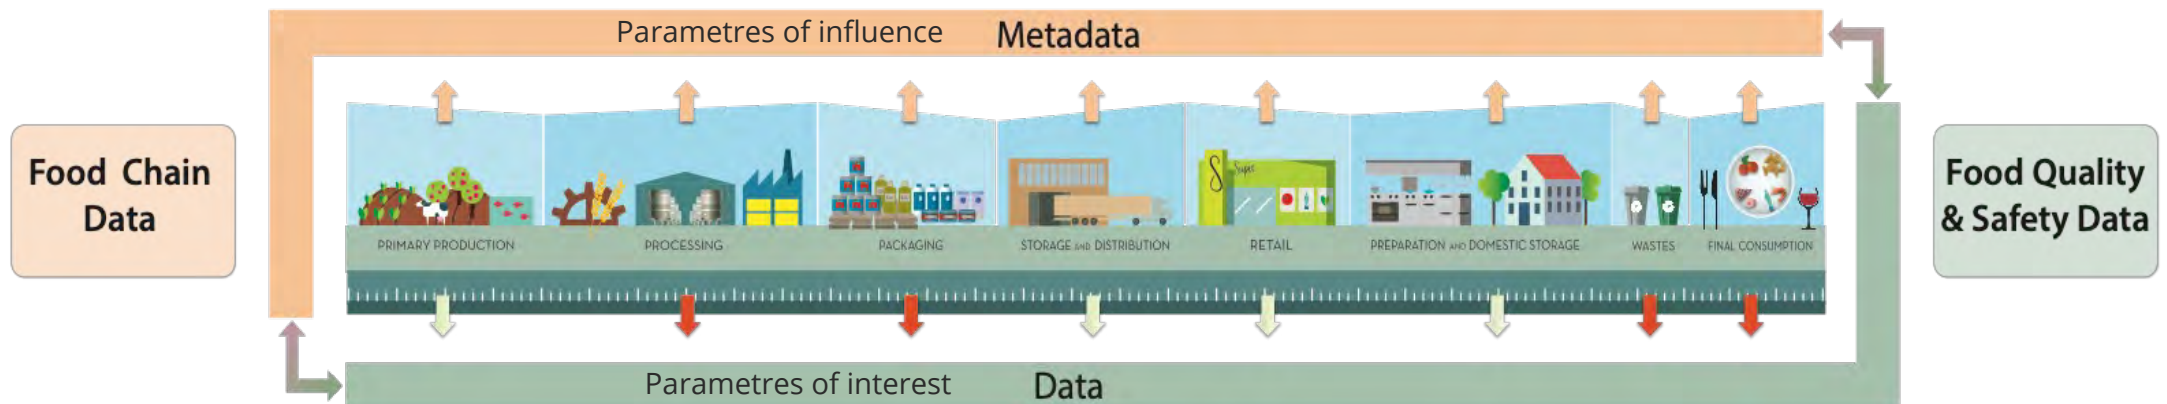 Parametres of influence Metadata
Food Chain
Data
Food Quality
& Safety Data
S Super
PRIMARY PRODUCTION
PROCESSING
PACKAGING
STORAGE AND DISTRIBUTION
RETAIL
PREPARATION AND DOMESTIC STORAGE
WASTES
FINAL CONSUMPTION
Parametres of interest Data